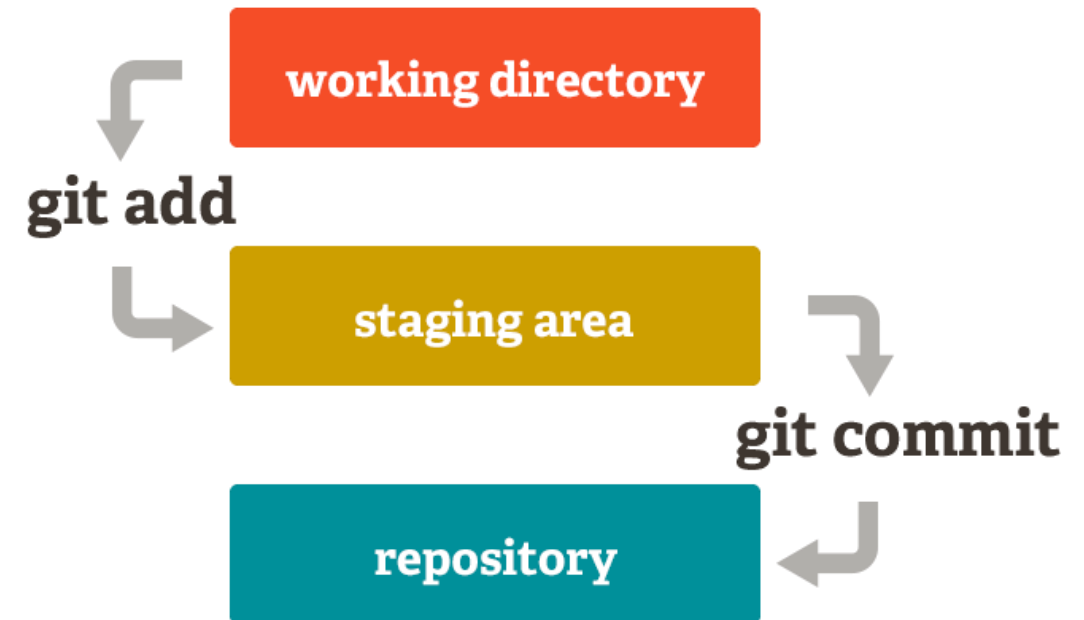 working directory
git add
staging area
git commit
repository